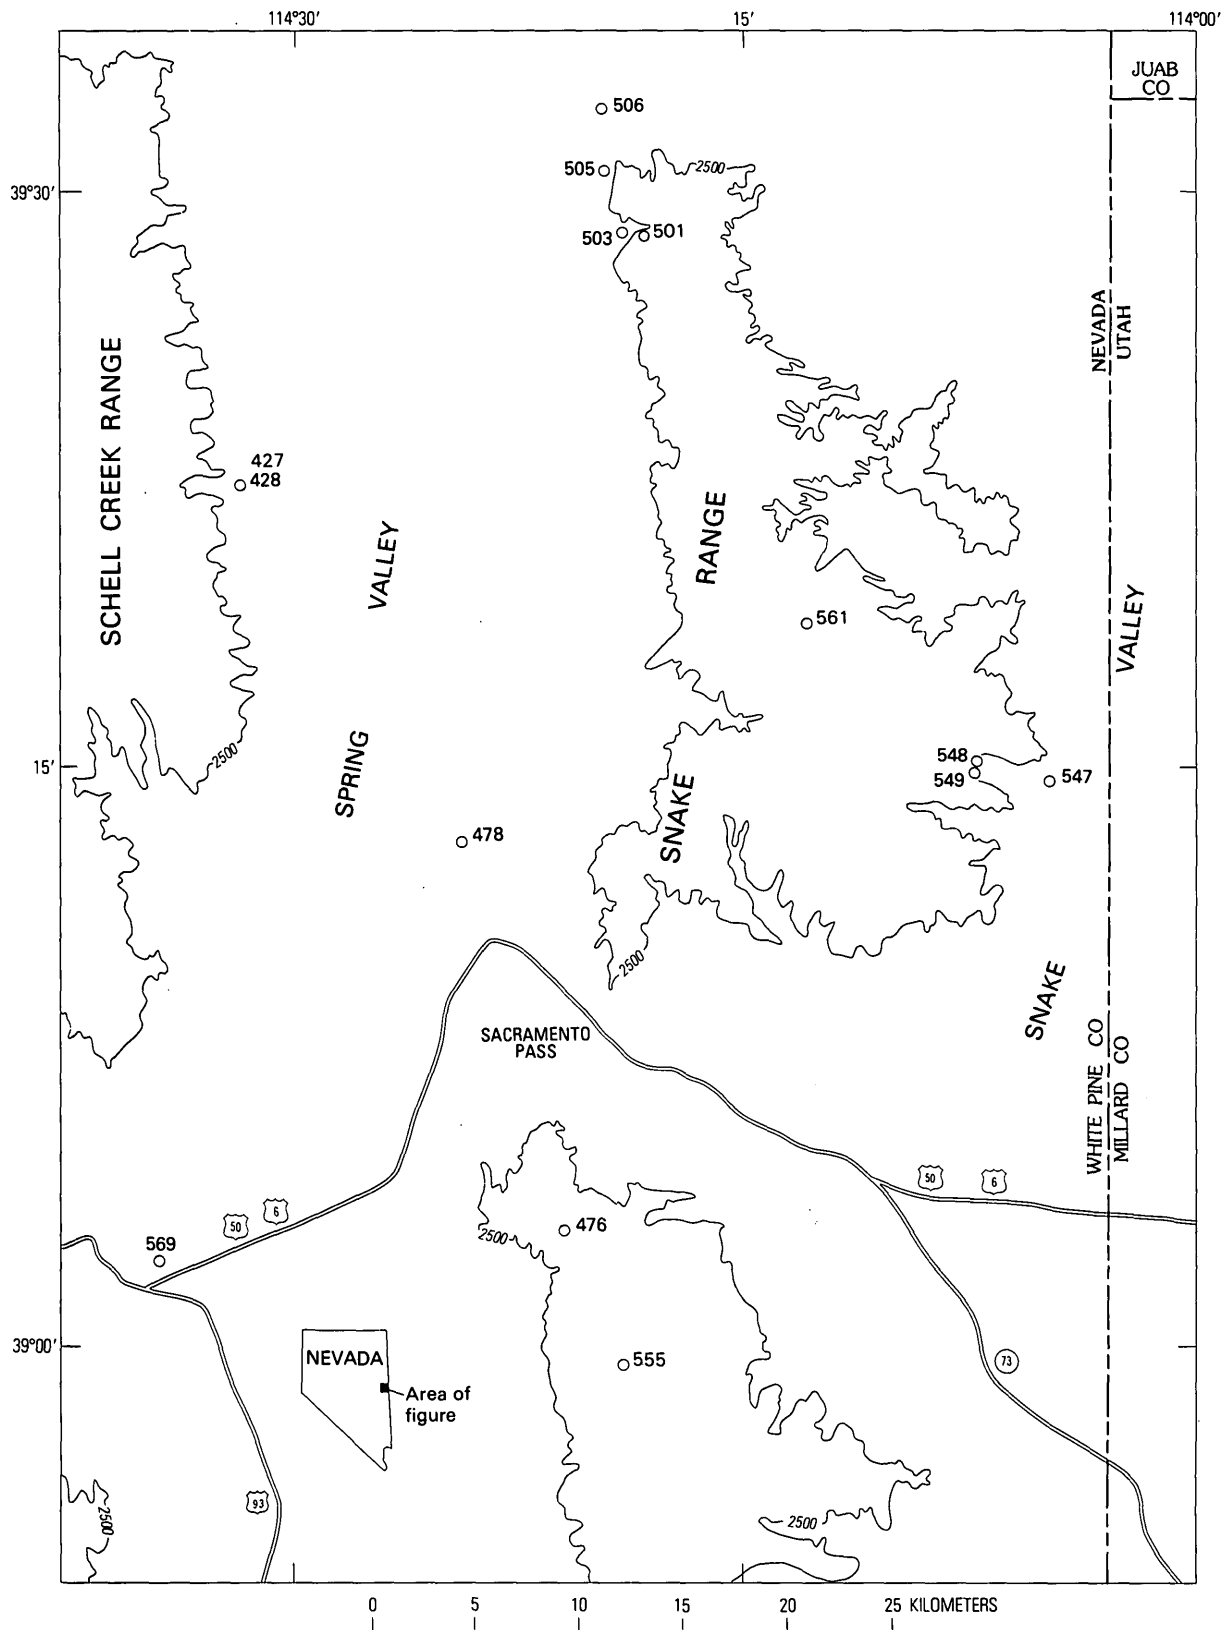 114°30'
15'
114°00'
JUAB
CO
506
505
2500
39°30'
503
501
NEVADA
UTAH
SCHELL CREEK RANGE
427
428
VALLEY
RANGE
561
VALLEY
2500
548
15'
549
547
SPRING
SNAKE
478
2500
SNAKE
SACRAMENTO
PASS
WHITE PINE CO
MILLARD CO
50
6
6
50
476
2500
569
39°00'
NEVADA
555
73
Area of
figure
93
2500
2500
0 5 10 15 20 25 KILOMETERS